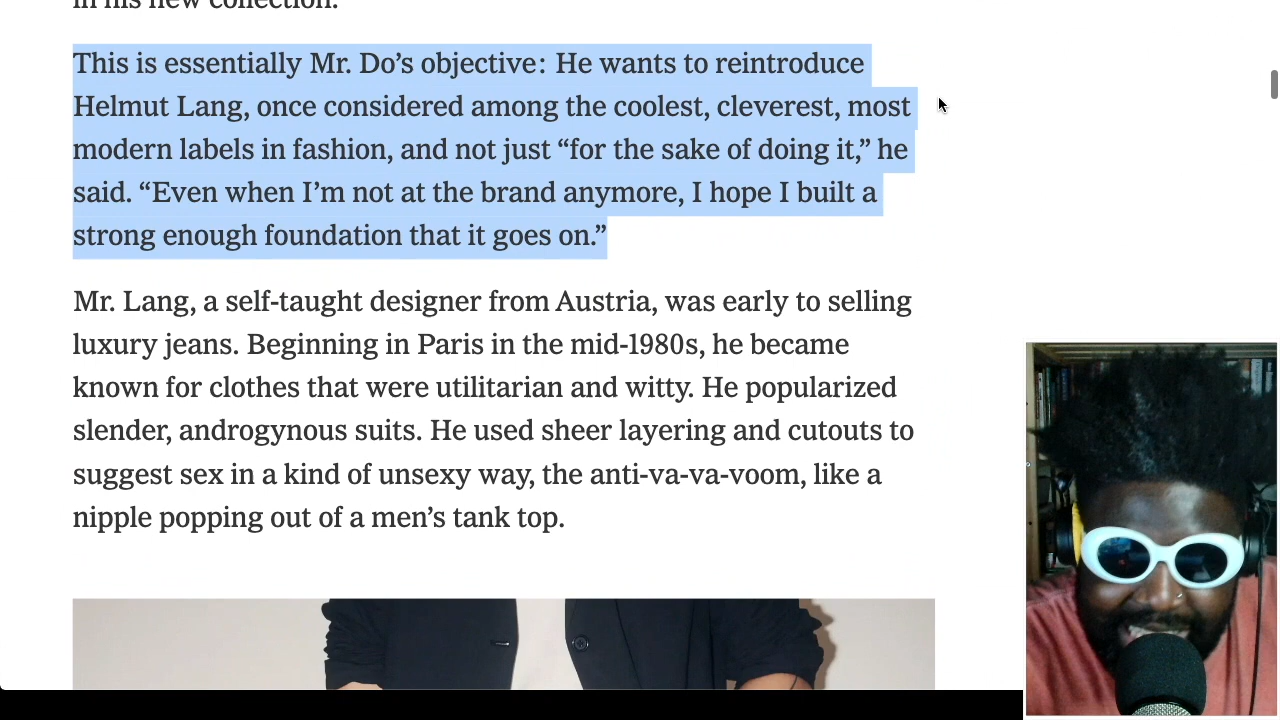 in his new collection.
This is essentially Mr. Do’s objective: He wants to reintroduce
Helmut Lang, once considered among the coolest, cleverest, most
modern labels in fashion, and not just “for the sake of doing it,” he
said. “Even when I’m not at the brand anymore, I hope I built a
strong enough foundation that it goes on.”
Mr. Lang, a self-taught designer from Austria, was early to selling
luxury jeans. Beginning in Paris in the mid-1980s, he became
known for clothes that were utilitarian and witty. He popularized
slender, androgynous suits. He used sheer layering and cutouts to
suggest sex in a kind of unsexy way, the anti-va-va-voom, like a
nipple popping out of a men’s tank top.